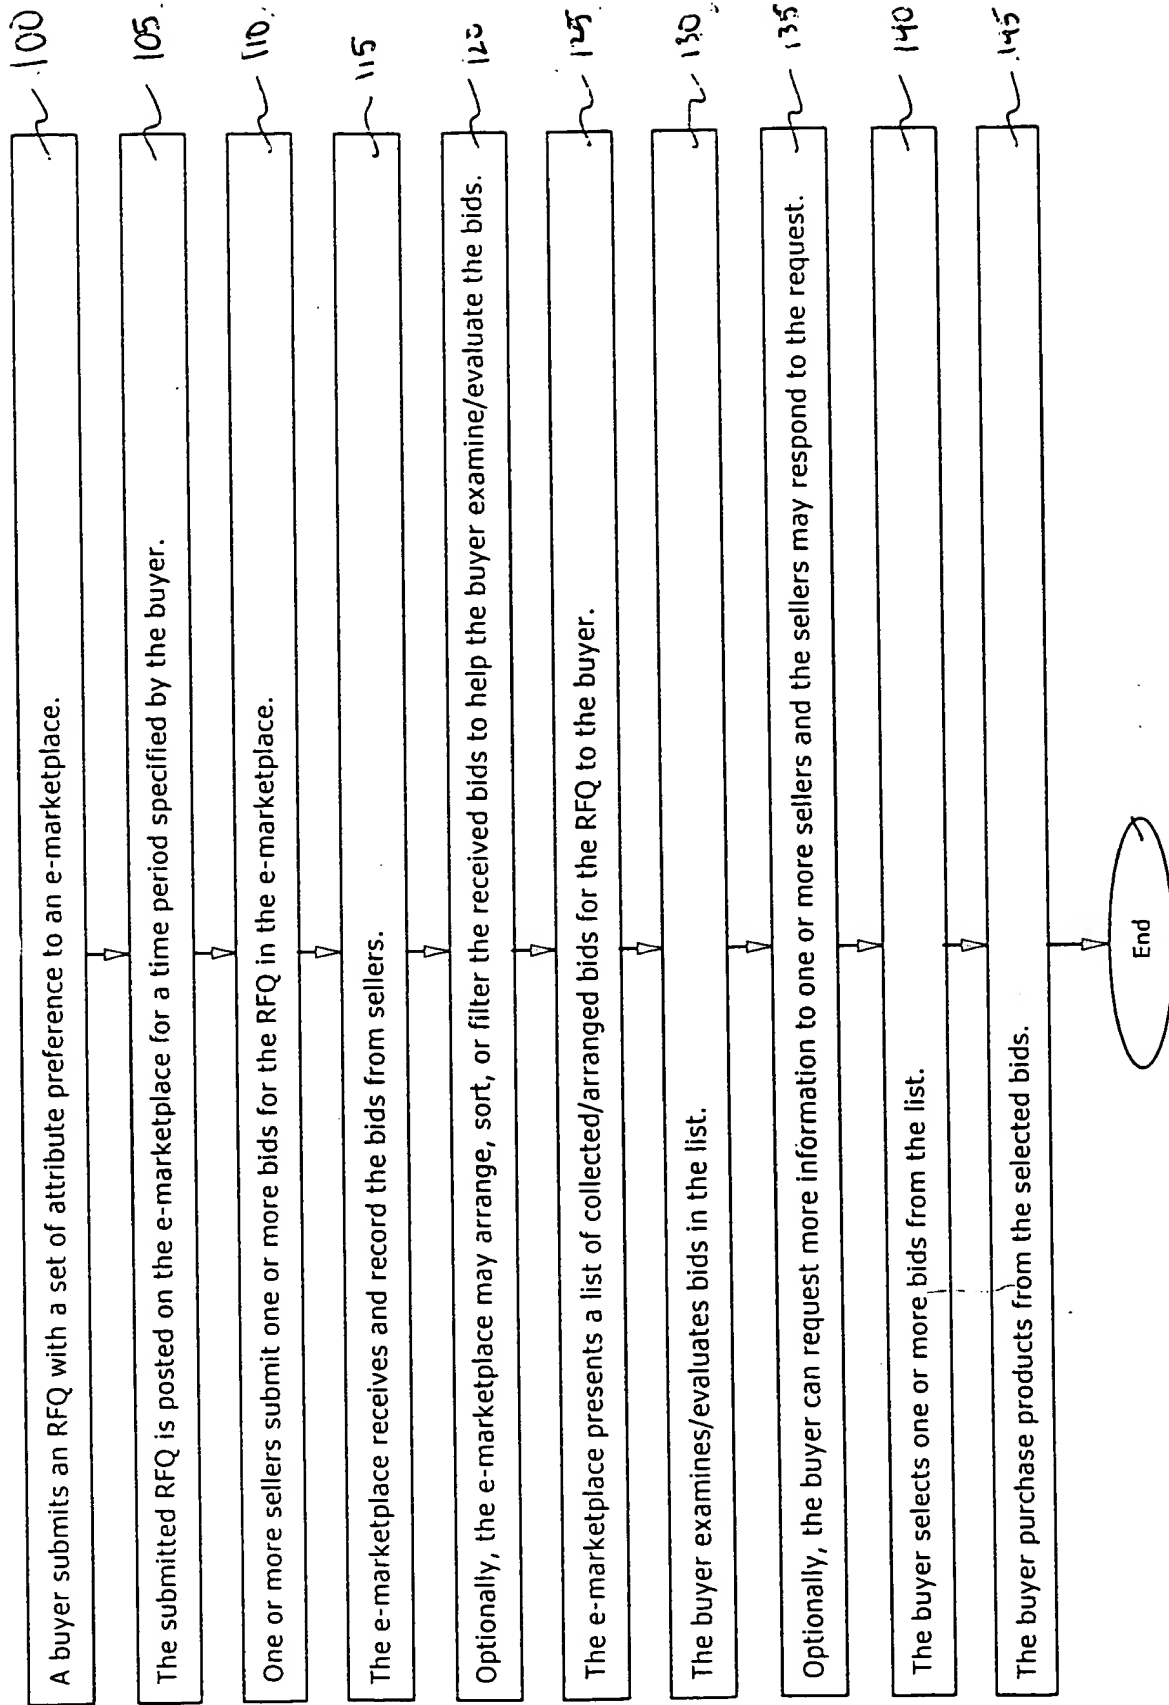 A buyer submits an RFQ with a set of attribute preference to an e-marketplace. 100
The submitted RFQ is posted on the e-marketplace for a time period specified by the buyer. 105
One or more sellers submit one or more bids for the RFQ in the e-marketplace. 110
The e-marketplace receives and record the bids from sellers. 115
Optionally, the e-marketplace may arrange, sort, or filter the received bids to help the buyer examine/evaluate the bids. 120
The e-marketplace presents a list of collected/arranged bids for the RFQ to the buyer. 125
The buyer examines/evaluates bids in the list. 130
Optionally, the buyer can request more information to one or more sellers and the sellers may respond to the request. 135
The buyer selects one or more bids from the list. 140
The buyer purchase products from the selected bids. 145
End